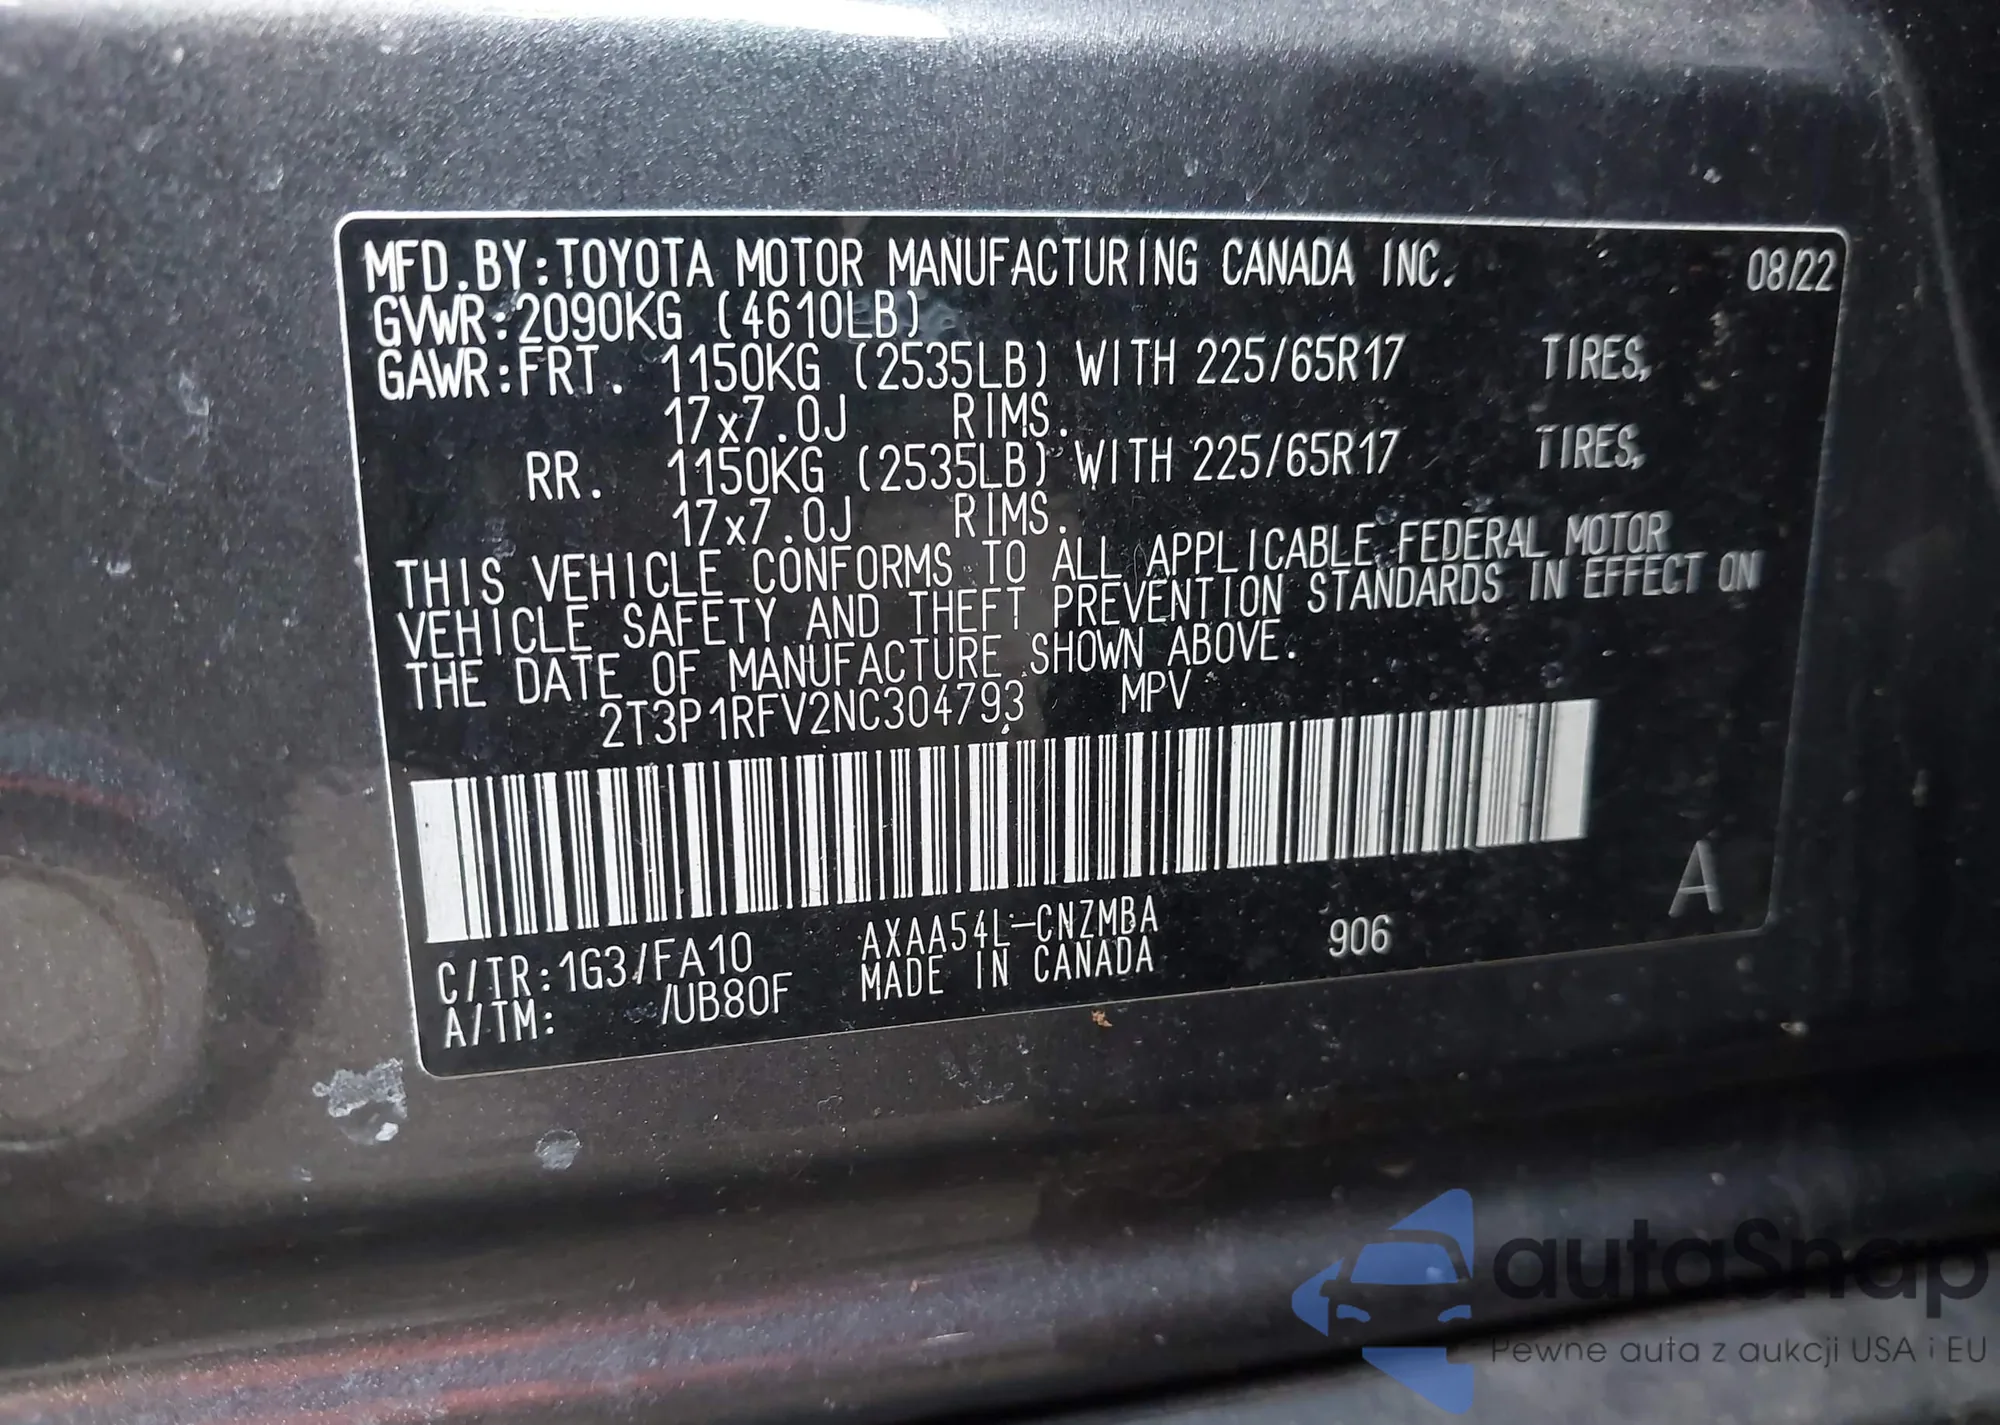 MFD.BY:TOYOTA MOTOR MANUFACTURING CANADA INC. 08/22
GVWR:2090KG (4610LB)
GAWR:FRT. 1150KG (2535LB) WITH 225/65R17 TIRES,
17x7.0J RIMS.
RR. 1150KG (2535LB) WITH 225/65R17 TIRES,
17x7.0J RIMS.
THIS VEHICLE CONFORMS TO ALL APPLICABLE FEDERAL MOTOR
VEHICLE SAFETY AND THEFT PREVENTION STANDARDS IN EFFECT ON
THE DATE OF MANUFACTURE SHOWN ABOVE.
2T3P1RFV2NC304793 MPV
A
C/TR:1G3/FA10 AXAA54L-CNZMBA 906
A/TM: /UB80F MADE IN CANADA
autaSnap
Pewne auta z aukcji USA i EU